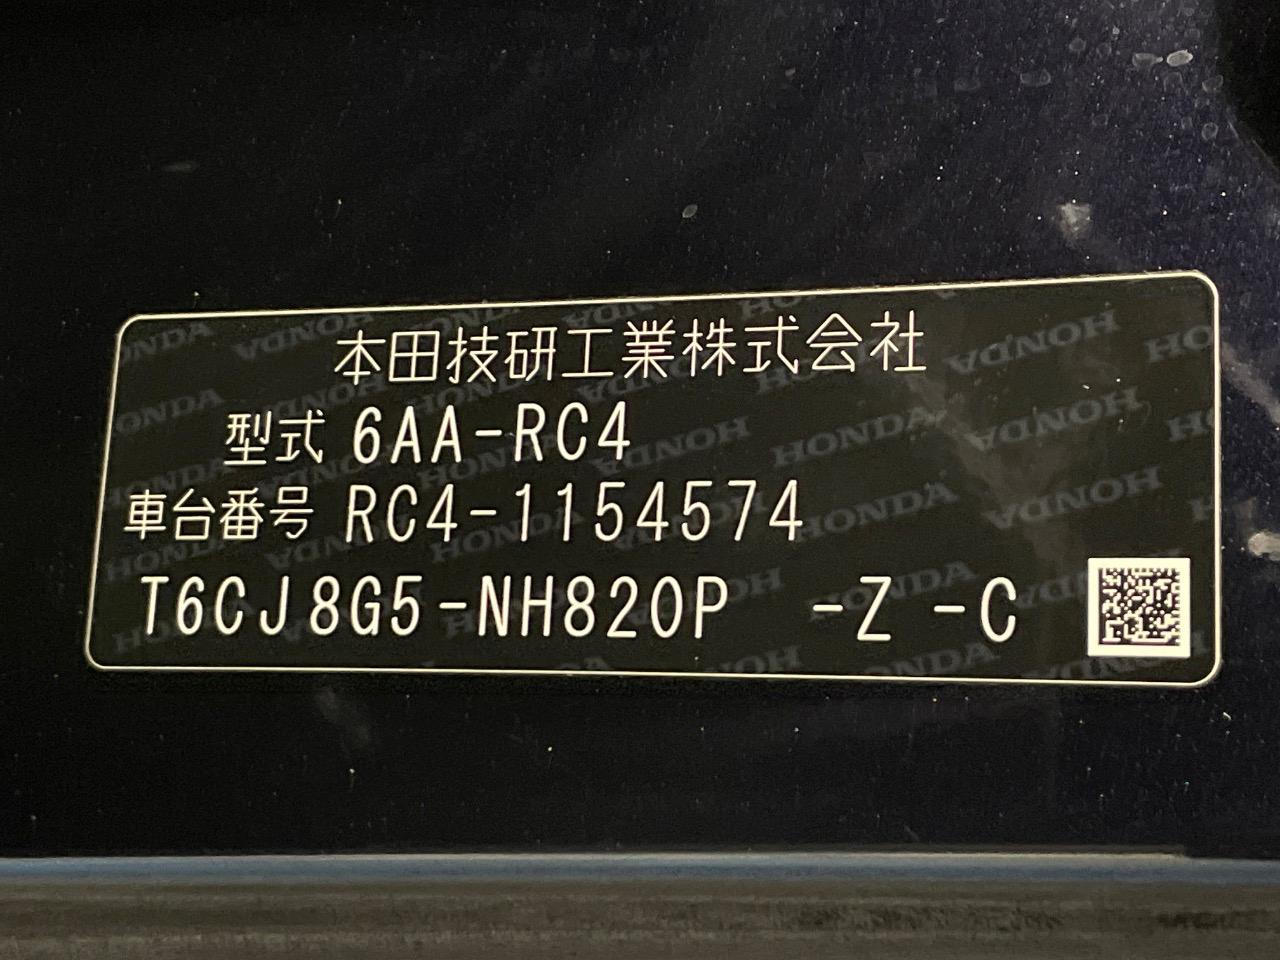 本田技研工業株式会社
型式 6AA-RC4
車台番号 RC4-1154574
T6CJ8G5-NH820P -Z -C